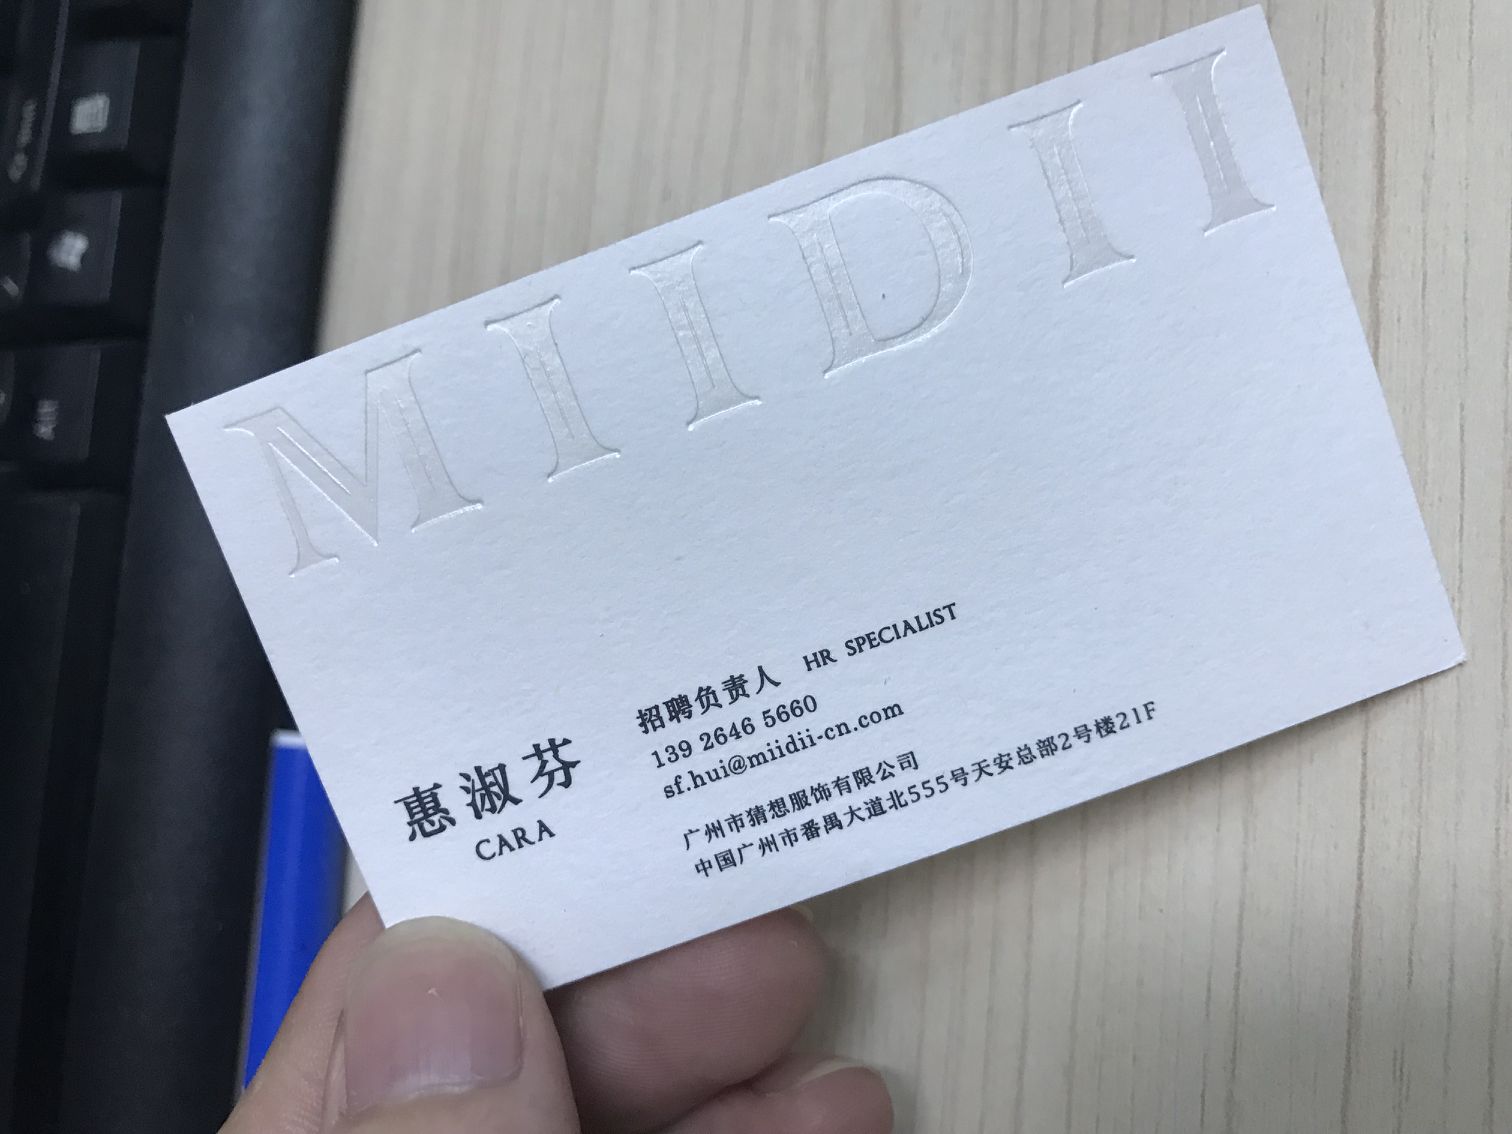 MIIDII
惠淑芬
CARA
招聘负责人 HR SPECIALIST
139 2646 5660
sf.hui@miidii-cn.com
广州市猜想服饰有限公司
中国广州市番禺大道北555号天安总部2号楼21F
Alt